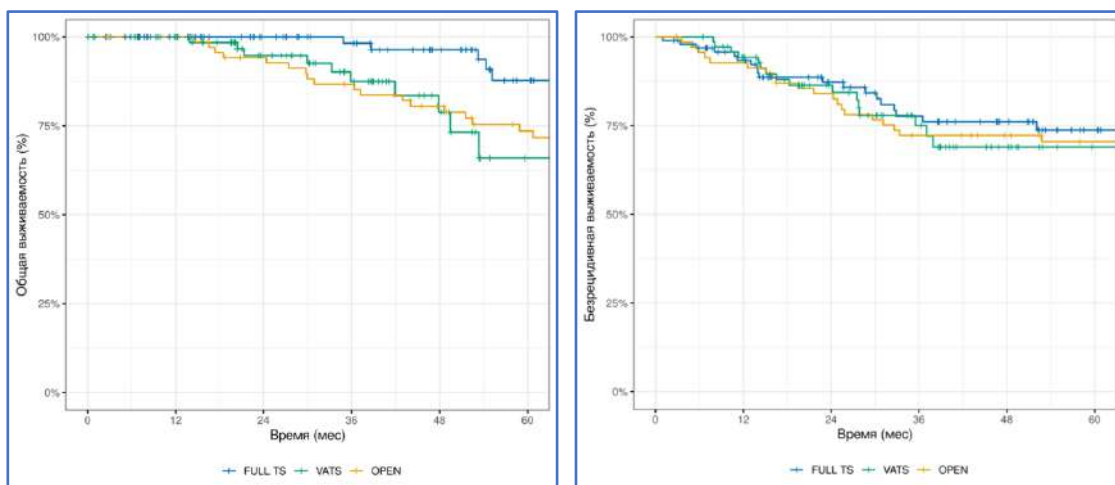 100%
75%
50%
25%
0%
Общая выживаемость (%)
0 12 24 36 48 60
Время (мес)
FULL TS VATS OPEN
100%
75%
50%
25%
0%
Безрецидивная выживаемость (%)
0 12 24 36 48 60
Время (мес)
FULL TS VATS OPEN